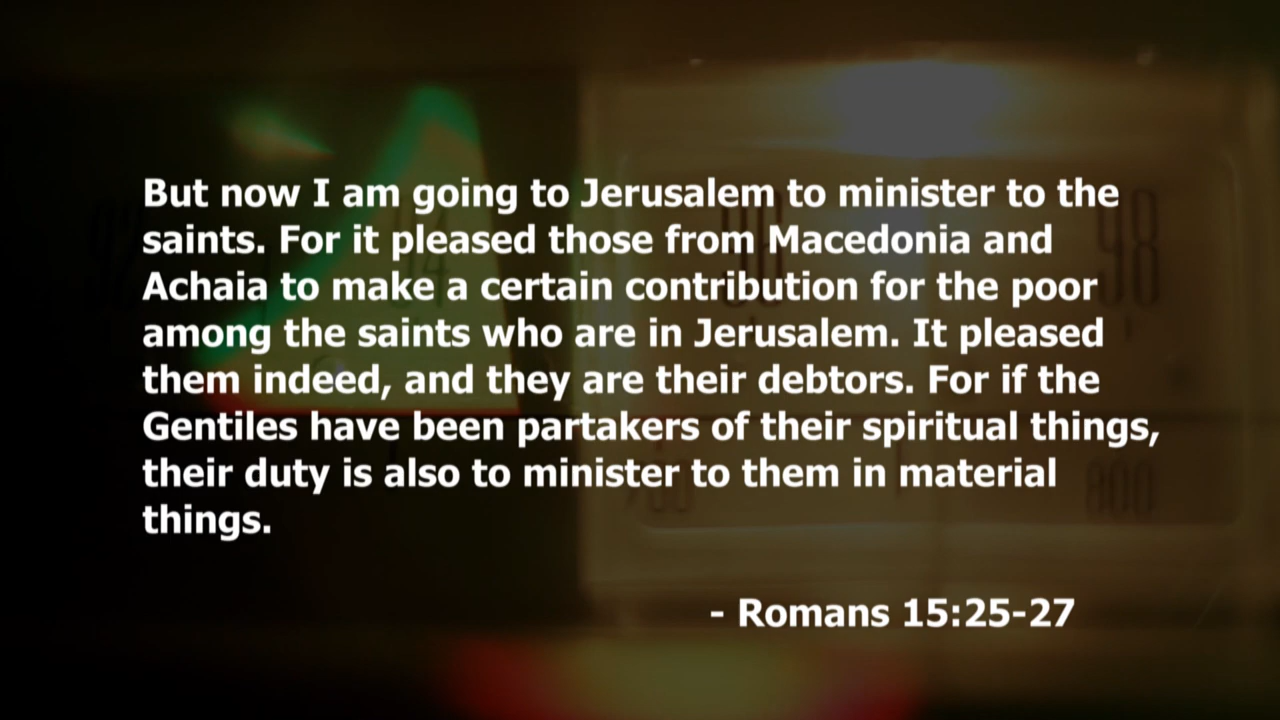 But now I am going to Jerusalem to minister to the
saints. For it pleased those from Macedonia and
Achaia to make a certain contribution for the poor
among the saints who are in Jerusalem. It pleased
them indeed, and they are their debtors. For if the
Gentiles have been partakers of their spiritual things,
their duty is also to minister to them in material
things.
- Romans 15:25-27